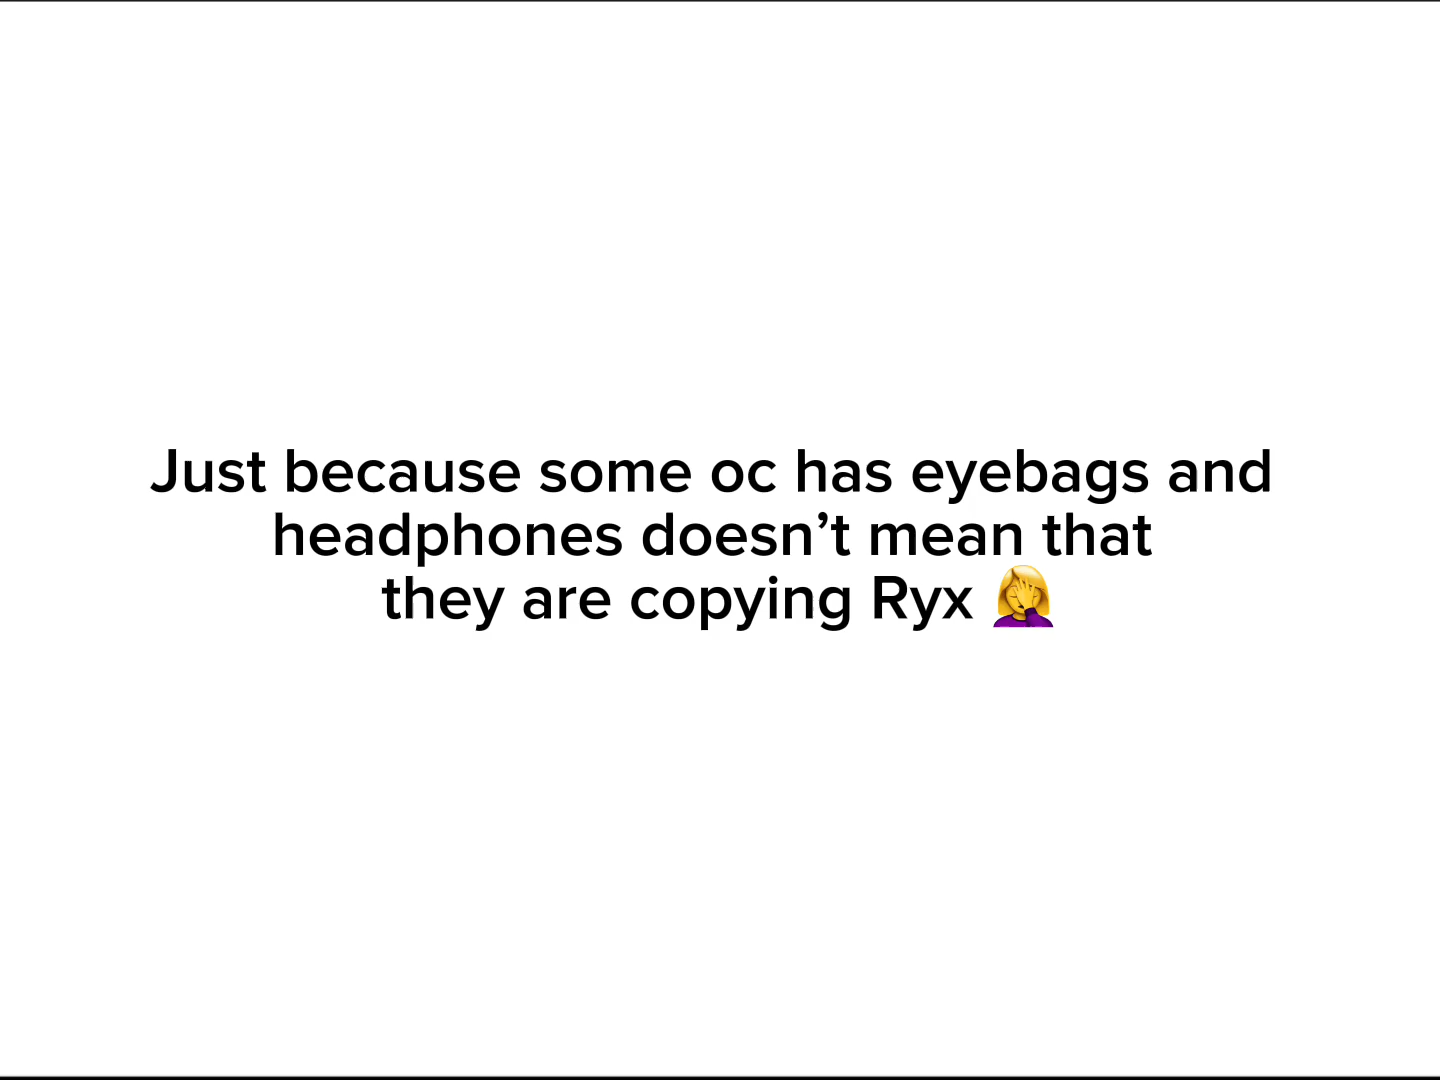 Just because some oc has eyebags and
headphones doesn’t mean that
they are copying Ryx 🤦‍♀️